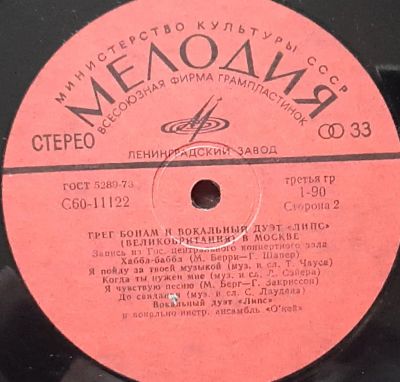 МИНИСТЕРСТВО КУЛЬТУРЫ СССР
МЕЛОДИЯ
ВСЕСОЮЗНАЯ ФИРМА ГРАМПЛАСТИНОК
СТЕРЕО
33
ЛЕНИНГРАДСКИЙ ЗАВОД
ГОСТ 5289-73
третья гр
С60-11122
1-90
Сторона 2
ГРЕГ БОНАМ И ВОКАЛЬНЫЙ ДУЭТ «ЛИПС»
(ВЕЛИКОБРИТАНИЯ) В МОСКВЕ
Запись из Гос. центрального концертного зала
Хабба-бабба (М. Берри—Г. Шапер)
Я пойду за твоей музыкой (муз. и сл. Т. Чауса)
Когда ты нужен мне (муз. и сл. Л. Сэйера)
Я чувствую песню (М. Берг—Г. Закриссон)
До свидания (муз. и сл. С. Лаудена)
Вокальный дуэт «Липс»
и вокально-инстр. ансамбль «О'кей»